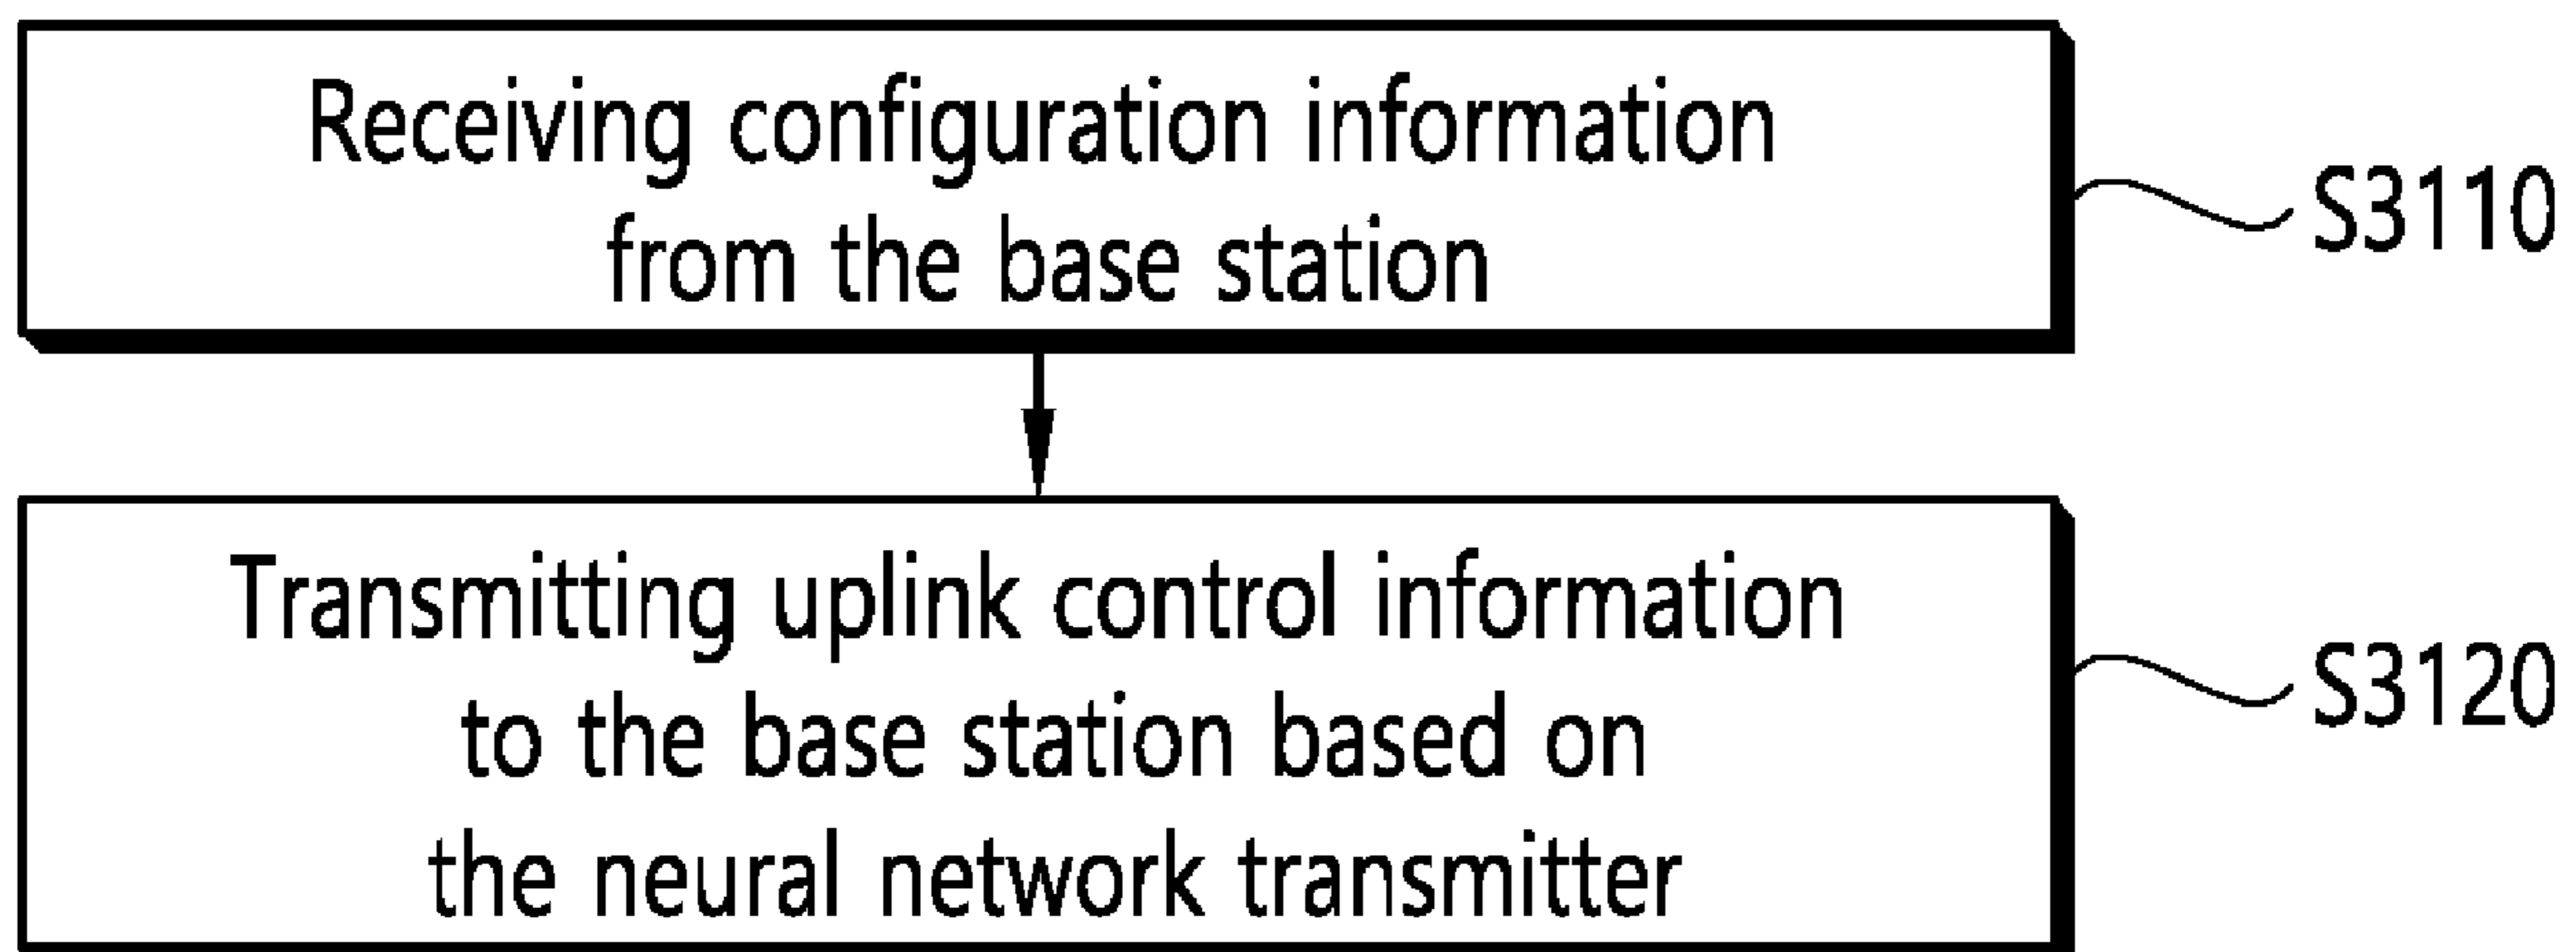 Receiving configuration information
from the base station
S3110
Transmitting uplink control information
to the base station based on
the neural network transmitter
S3120